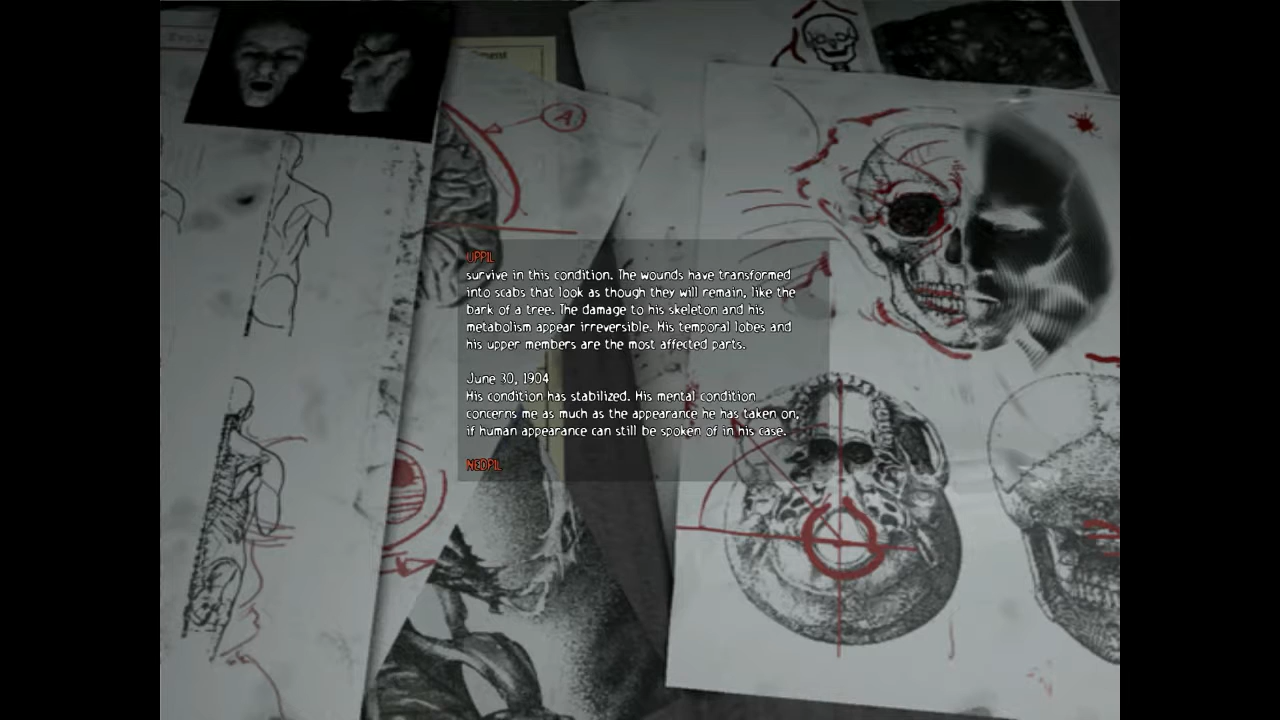 A
UPPIL
survive in this condition. The wounds have transformed
into scabs that look as though they will remain, like the
bark of a tree. The damage to his skeleton and his
metabolism appear irreversible. His temporal lobes and
his upper members are the most affected parts.
June 30, 1904
His condition has stabilized. His mental condition
concerns me as much as the appearance he has taken on,
if human appearance can still be spoken of in his case.
NEDPIL